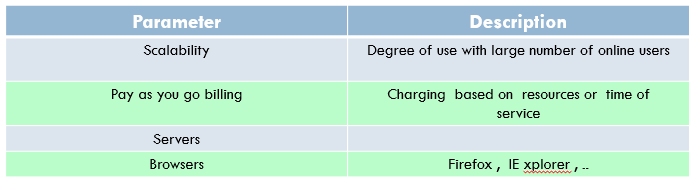 Parameter Description
Scalability Degree of use with large number of online users
Pay as you go billing Charging based on resources or time of
service
Servers
Browsers Firefox , IE xplorer , ..